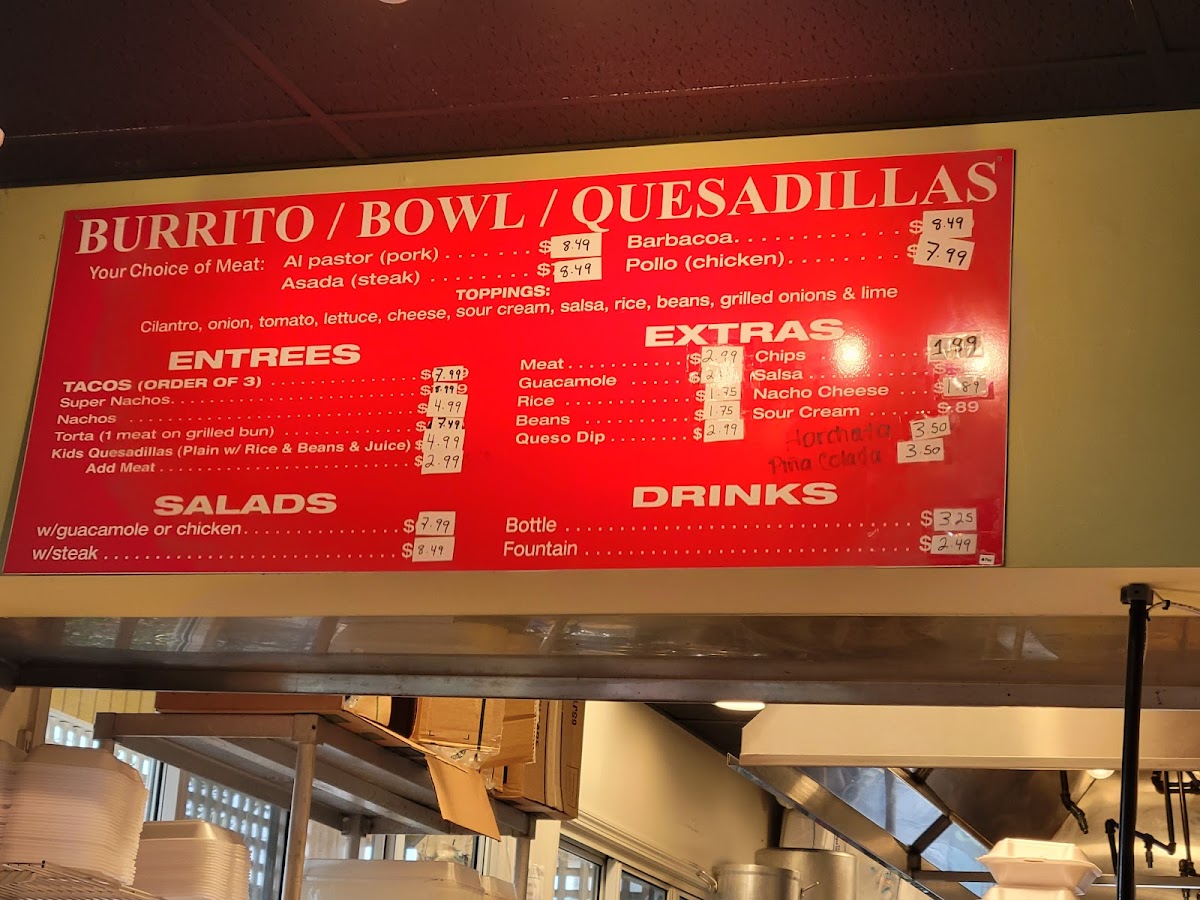 BURRITO / BOWL / QUESADILLAS
Your Choice of Meat:
Al pastor (pork) . . . . . . . $ 8.49
Asada (steak) . . . . . . . . $ 8.49
Barbacoa. . . . . . . . . . . . $ 8.49
Pollo (chicken). . . . . . . . $ 7.99
TOPPINGS:
Cilantro, onion, tomato, lettuce, cheese, sour cream, salsa, rice, beans, grilled onions & lime
ENTREES
TACOS (ORDER OF 3) . . . . . . . . $ 7.99
Super Nachos. . . . . . . . $ 8.99
Nachos . . . . . . . . $ 4.99
Torta (1 meat on grilled bun) . . . . . . . . $ 7.49
Kids Quesadillas (Plain w/ Rice & Beans & Juice) $ 4.99
Add Meat . . . . . . . . $ 2.99
EXTRAS
Meat . . . . . . . . $ 2.99
Guacamole . . . . . . $
Rice . . . . . . . . $ 1.75
Beans . . . . . . . . $ 1.75
Queso Dip . . . . . . . $ 2.99
Chips . . . . . . . . 1.99
Salsa . . . . . . . .
Nacho Cheese . . . . $ .89
Sour Cream . . . . . $.89
Horchata 3.50
Piña Colada 3.50
SALADS
w/guacamole or chicken. . . . . . . . $ 7.99
w/steak . . . . . . . . $ 8.49
DRINKS
Bottle . . . . . . . . $ 3.25
Fountain . . . . . . . . $ 2.49